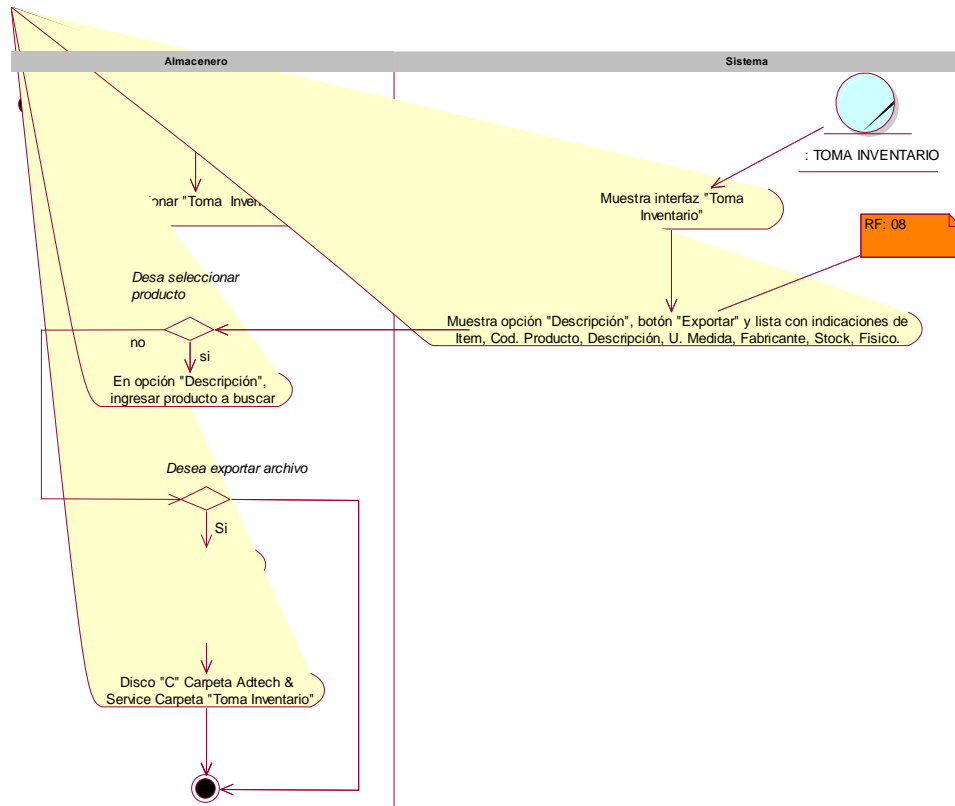 Almacenero
Sistema
: TOMA INVENTARIO
"Toma
Muestra interfaz "Toma
Inventario"
RF: 08
Desa seleccionar
producto
Muestra opción "Descripción", botón "Exportar" y lista con indicaciones de
Item, Cod. Producto, Descripción, U. Medida, Fabricante, Stock, Fisico.
no
si
En opción "Descripción",
ingresar producto a buscar
Desea exportar archivo
Si
Disco "C" Carpeta Adtech &
Service Carpeta "Toma Inventario"